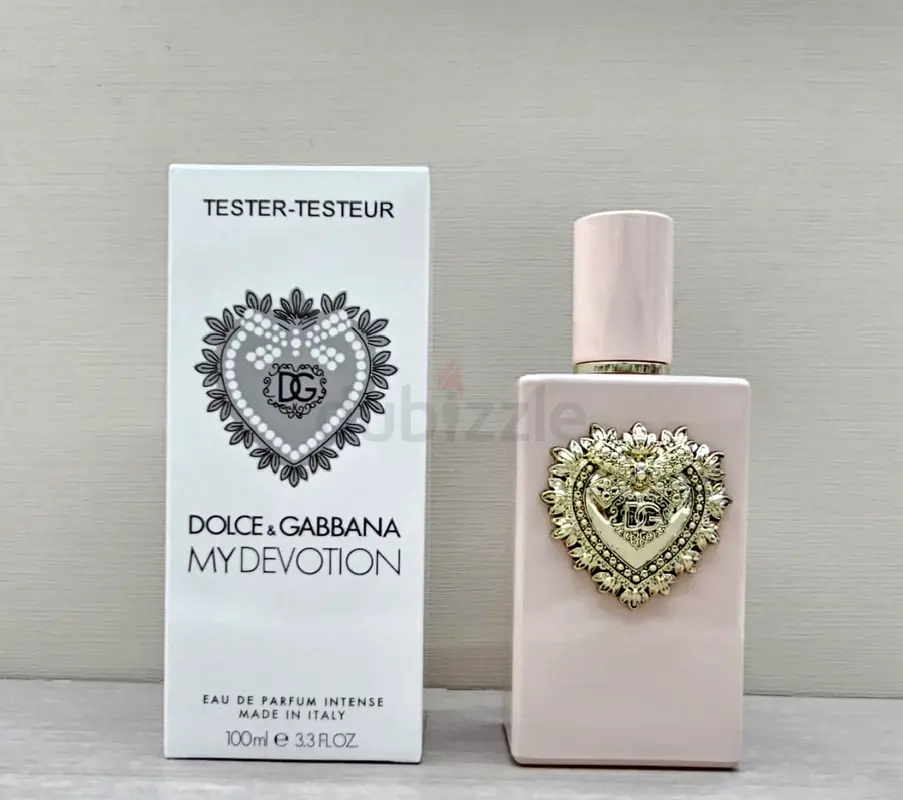 TESTER-TESTEUR
DG
DOLCE & GABBANA
MY DEVOTION
EAU DE PARFUM INTENSE
MADE IN ITALY
100ml e 3.3 FL.OZ.
DG
dubizzle